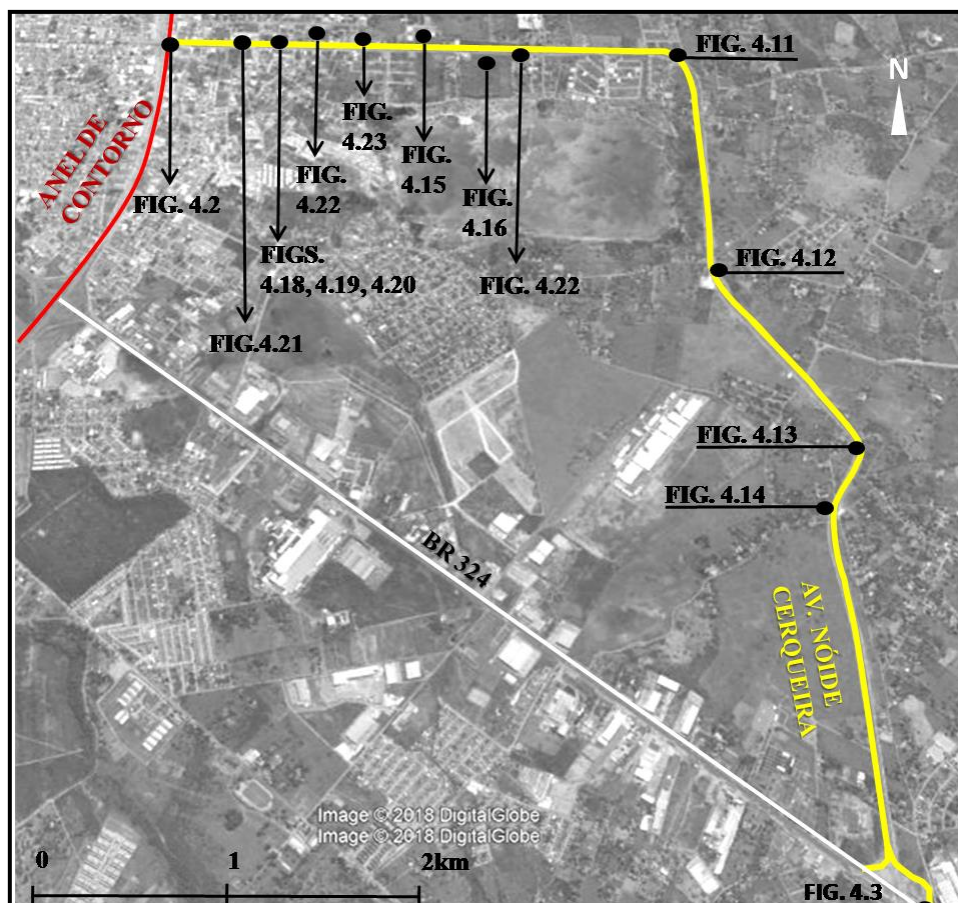 FIG. 4.11
N
ANEL DE
CONTORNO
FIG.
4.23
FIG.
4.15
FIG.
4.22
FIG. 4.2
FIG.
4.16
FIGS.
4.18, 4.19, 4.20
FIG. 4.22
FIG. 4.12
FIG.4.21
FIG. 4.13
FIG. 4.14
BR 324
AV. NÓIDE
CERQUEIRA
Image © 2018 DigitalGlobe
Image © 2018 DigitalGlobe
0 1 2km
FIG. 4.3